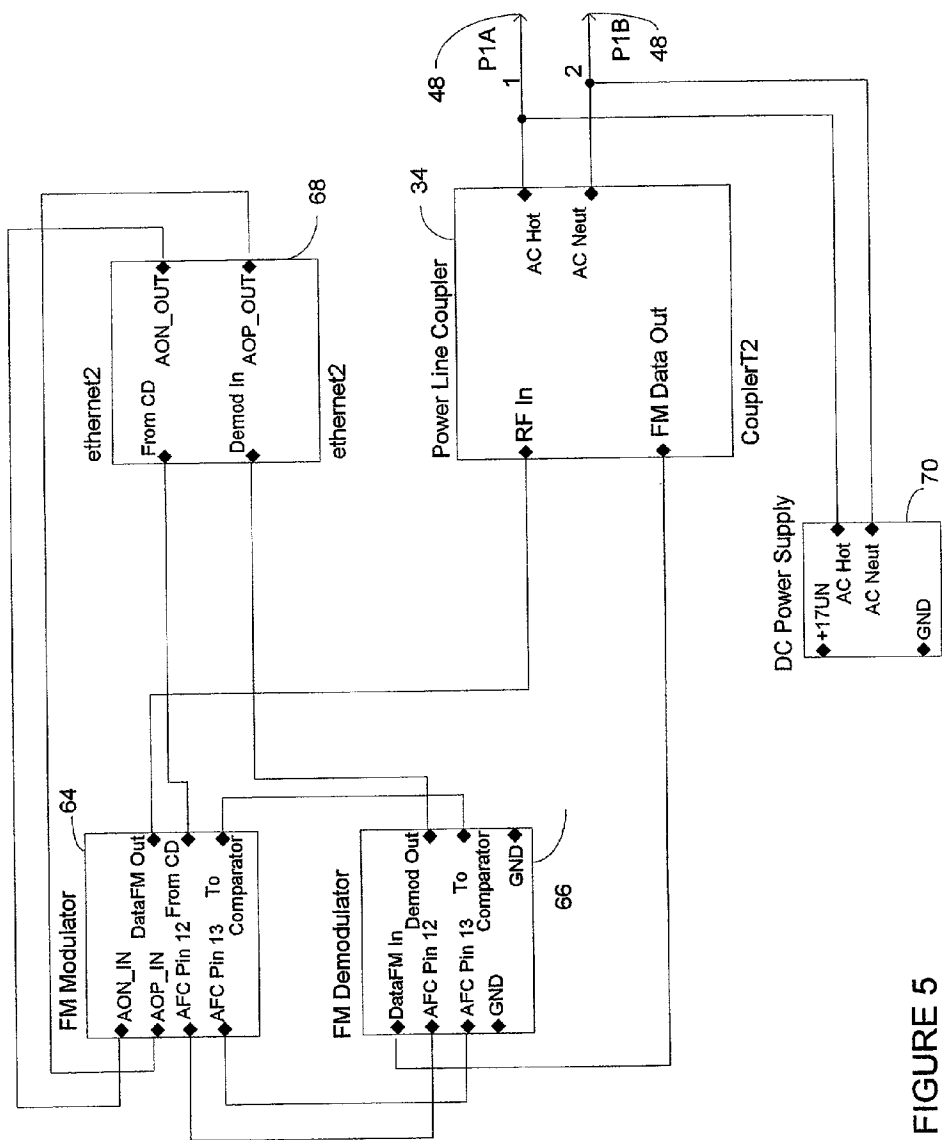 64
FM Modulator
AON_IN
DataFM Out
AOP_IN
From CD
AFC Pin 12
To
Comparator
AFC Pin 13
FM Demodulator
DataFM In
Demod Out
AFC Pin 12
To
Comparator
AFC Pin 13
GND
GND
66
ethernet2
From CD
AON_OUT
Demod In
AOP_OUT
ethernet2
68
Power Line Coupler
34
RF In
AC Hot
AC Neut
FM Data Out
CouplerT2
48
P1A
1
2
P1B
48
DC Power Supply
+17UN
AC Hot
AC Neut
GND
70
FIGURE 5